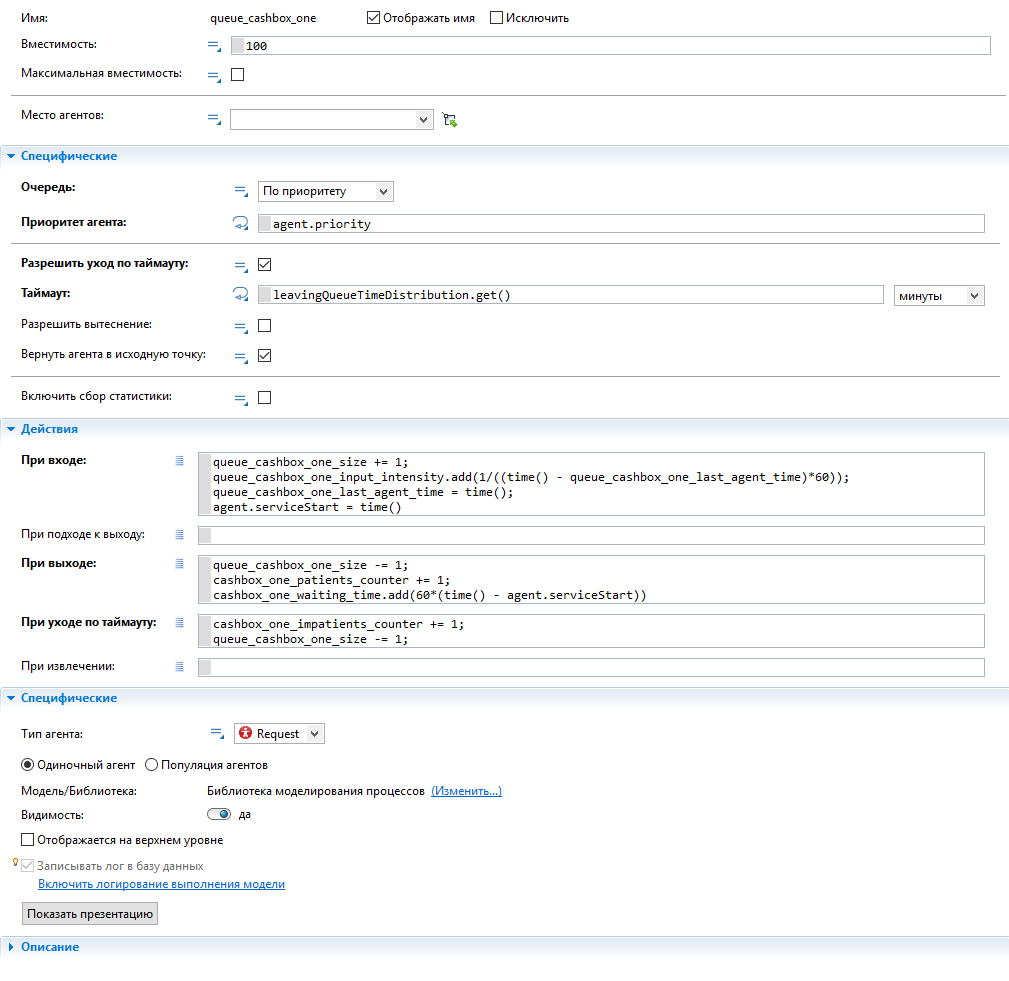 Имя: queue_cashbox_one Отображать имя Исключить
Вместимость: 100
Максимальная вместимость:
Место агентов:
Специфические
Очередь: По приоритету
Приоритет агента: agent.priority
Разрешить уход по таймауту:
Таймаут: leavingQueueTimeDistribution.get() минуты
Разрешить вытеснение:
Вернуть агента в исходную точку:
Включить сбор статистики:
Действия
При входе: queue_cashbox_one_size += 1;
queue_cashbox_one_input_intensity.add(1/((time() - queue_cashbox_one_last_agent_time)*60));
queue_cashbox_one_last_agent_time = time();
agent.serviceStart = time()
При подходе к выходу:
При выходе: queue_cashbox_one_size -= 1;
cashbox_one_patients_counter += 1;
cashbox_one_waiting_time.add(60*(time() - agent.serviceStart))
При уходе по таймауту: cashbox_one_impatients_counter += 1;
queue_cashbox_one_size -= 1;
При извлечении:
Специфические
Тип агента: Request
Одиночный агент Популяция агентов
Модель/Библиотека: Библиотека моделирования процессов (Изменить...)
Видимость: да
Отображается на верхнем уровне
Записывать лог в базу данных
Включить логирование выполнения модели
Показать презентацию
Описание